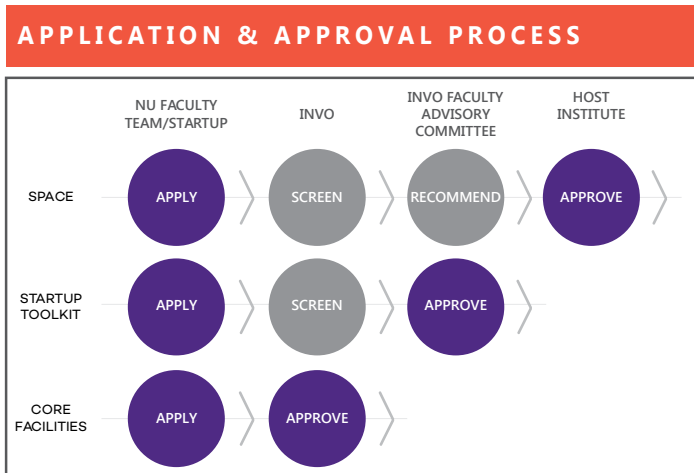 APPLICATION & APPROVAL PROCESS
NU FACULTY
TEAM/STARTUP
INVO
INVO FACULTY
ADVISORY
COMMITTEE
HOST
INSTITUTE
SPACE
APPLY
SCREEN
RECOMMEND
APPROVE
STARTUP
TOOLKIT
APPLY
SCREEN
APPROVE
CORE
FACILITIES
APPLY
APPROVE